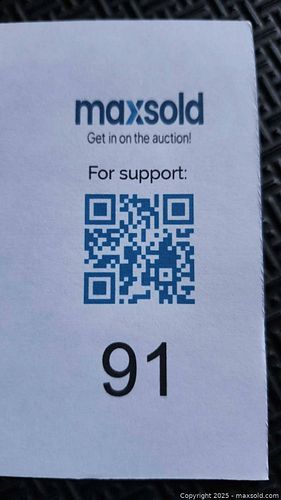 maxsold
Get in on the auction!
For support:
91
Copyright 2025 - maxsold.com